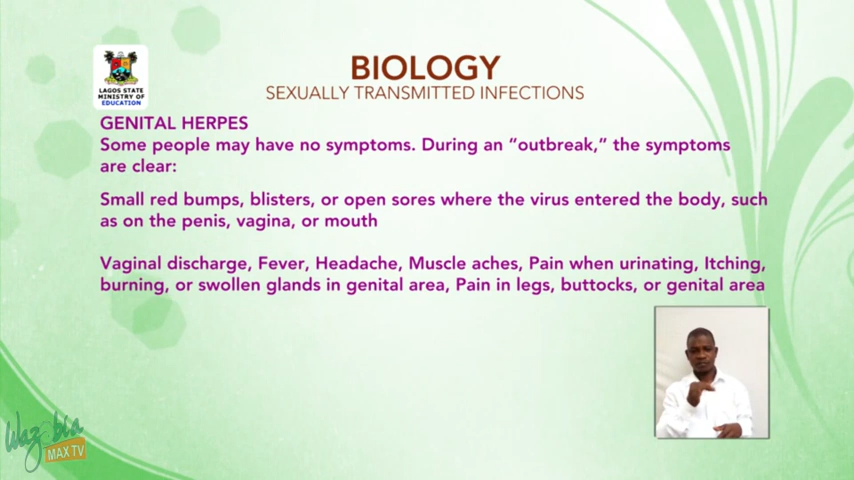 LAGOS STATE
MINISTRY OF
EDUCATION
BIOLOGY
SEXUALLY TRANSMITTED INFECTIONS
GENITAL HERPES
Some people may have no symptoms. During an “outbreak,” the symptoms
are clear:
Small red bumps, blisters, or open sores where the virus entered the body, such
as on the penis, vagina, or mouth
Vaginal discharge, Fever, Headache, Muscle aches, Pain when urinating, Itching,
burning, or swollen glands in genital area, Pain in legs, buttocks, or genital area
Wazobia
MAX TV